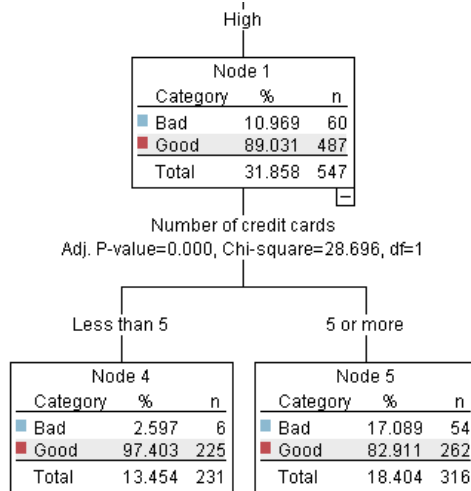 High
Node 1
Category % n
Bad 10.969 60
Good 89.031 487
Total 31.858 547
Number of credit cards
Adj. P-value=0.000, Chi-square=28.696, df=1
Less than 5
5 or more
Node 4
Category % n
Bad 2.597 6
Good 97.403 225
Total 13.454 231
Node 5
Category % n
Bad 17.089 54
Good 82.911 262
Total 18.404 316